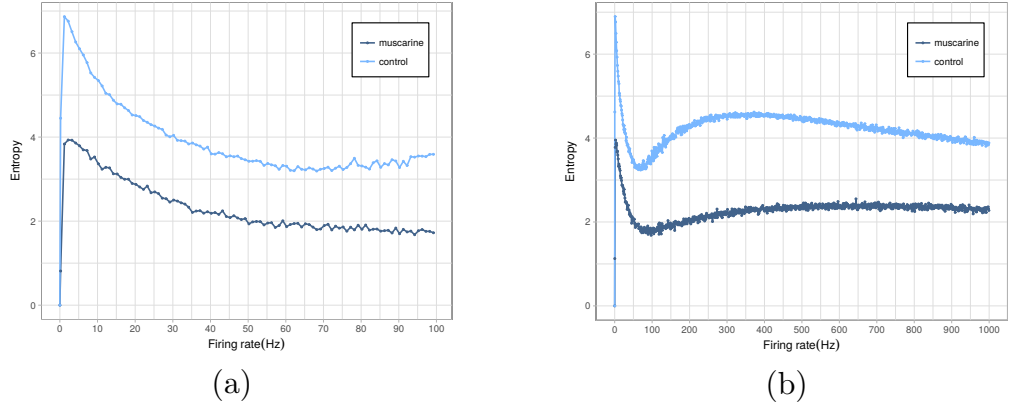 muscarine
control
Entropy
6
4
2
0
0 10 20 30 40 50 60 70 80 90 100
Firing rate(Hz)
(a)
muscarine
control
Entropy
6
4
2
0
0 100 200 300 400 500 600 700 800 900 1000
Firing rate(Hz)
(b)